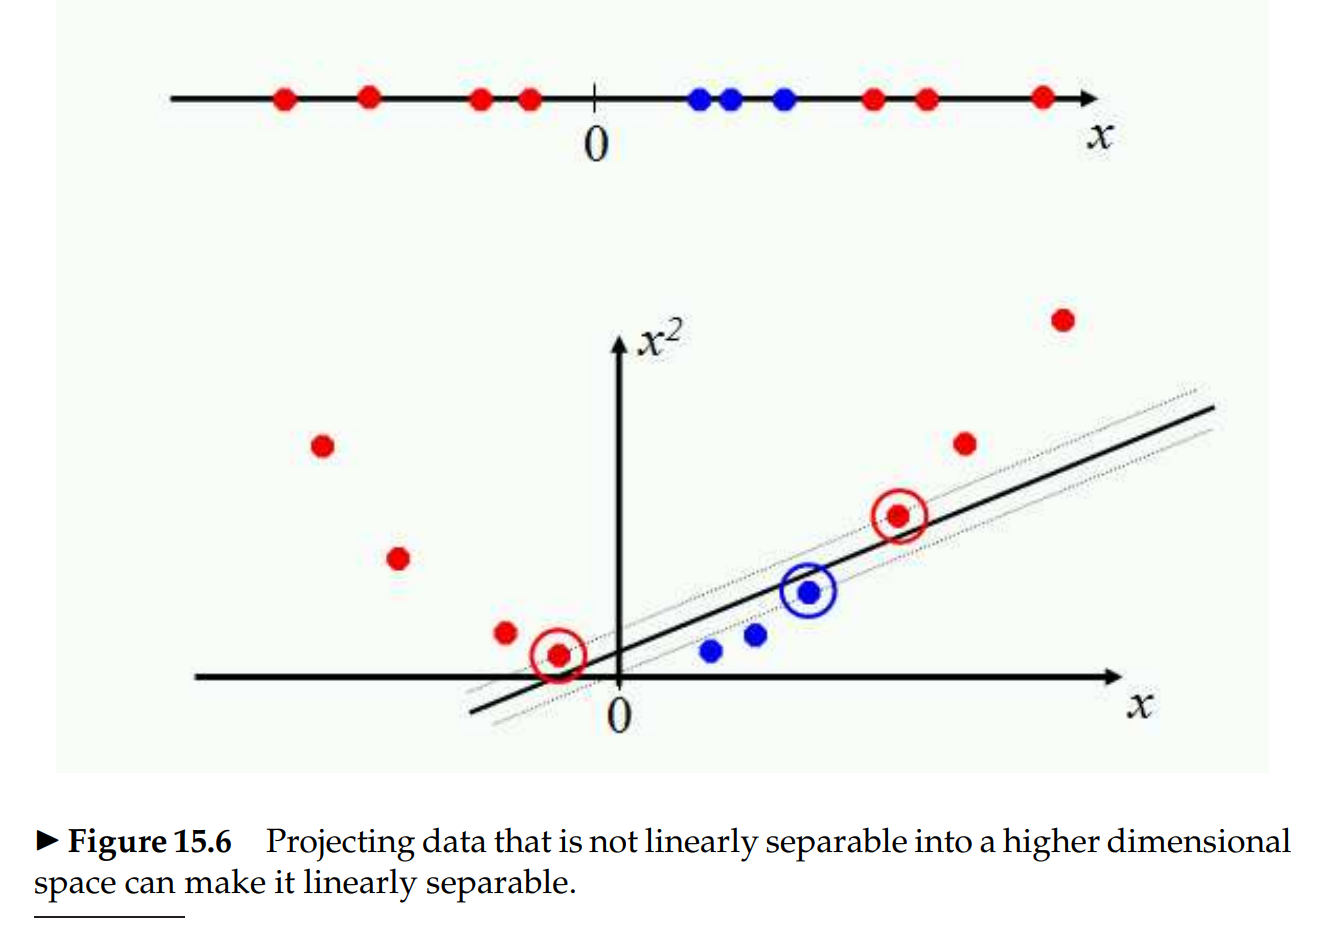 0
x
x²
0
x
► Figure 15.6 Projecting data that is not linearly separable into a higher dimensional
space can make it linearly separable.